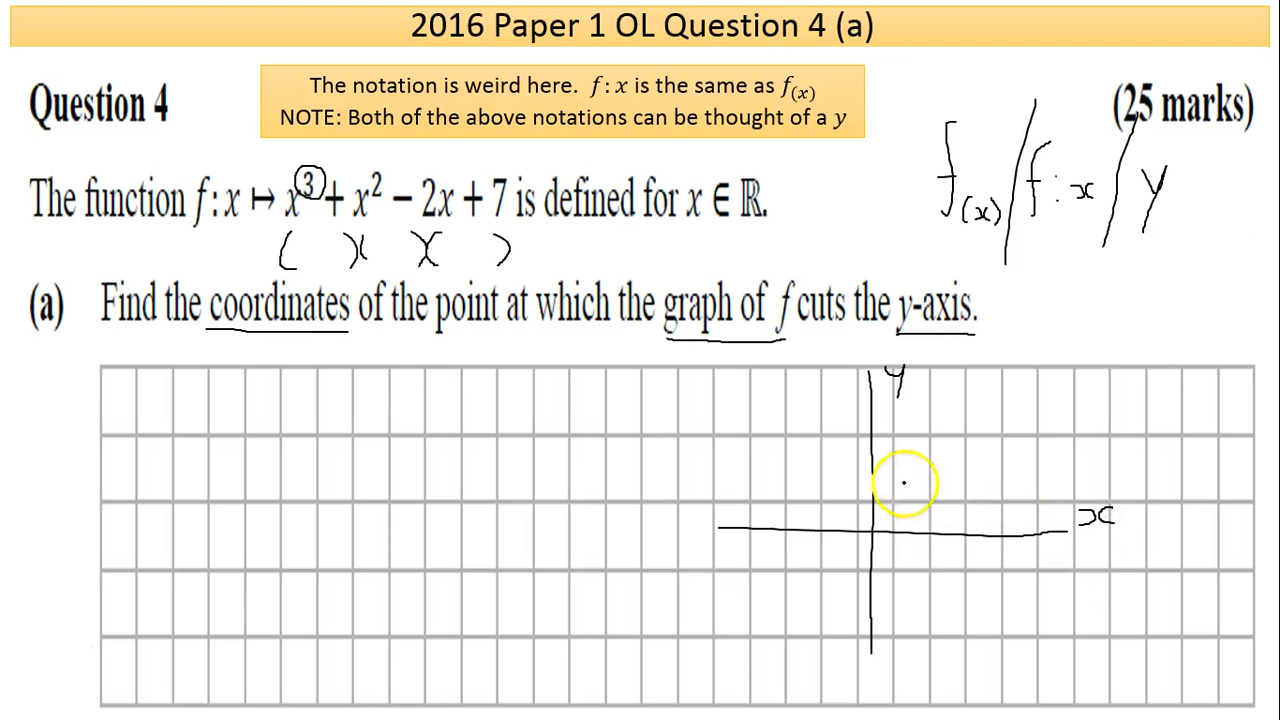 2016 Paper 1 OL Question 4 (a)
The notation is weird here. f: x is the same as f(x)
NOTE: Both of the above notations can be thought of a y
Question 4
(25 marks)
f(x) / f : x / y
The function f : x ↦ x³ + x² − 2x + 7 is defined for x ∈ ℝ.
( )( )( )
(a) Find the coordinates of the point at which the graph of f cuts the y-axis.
y
x